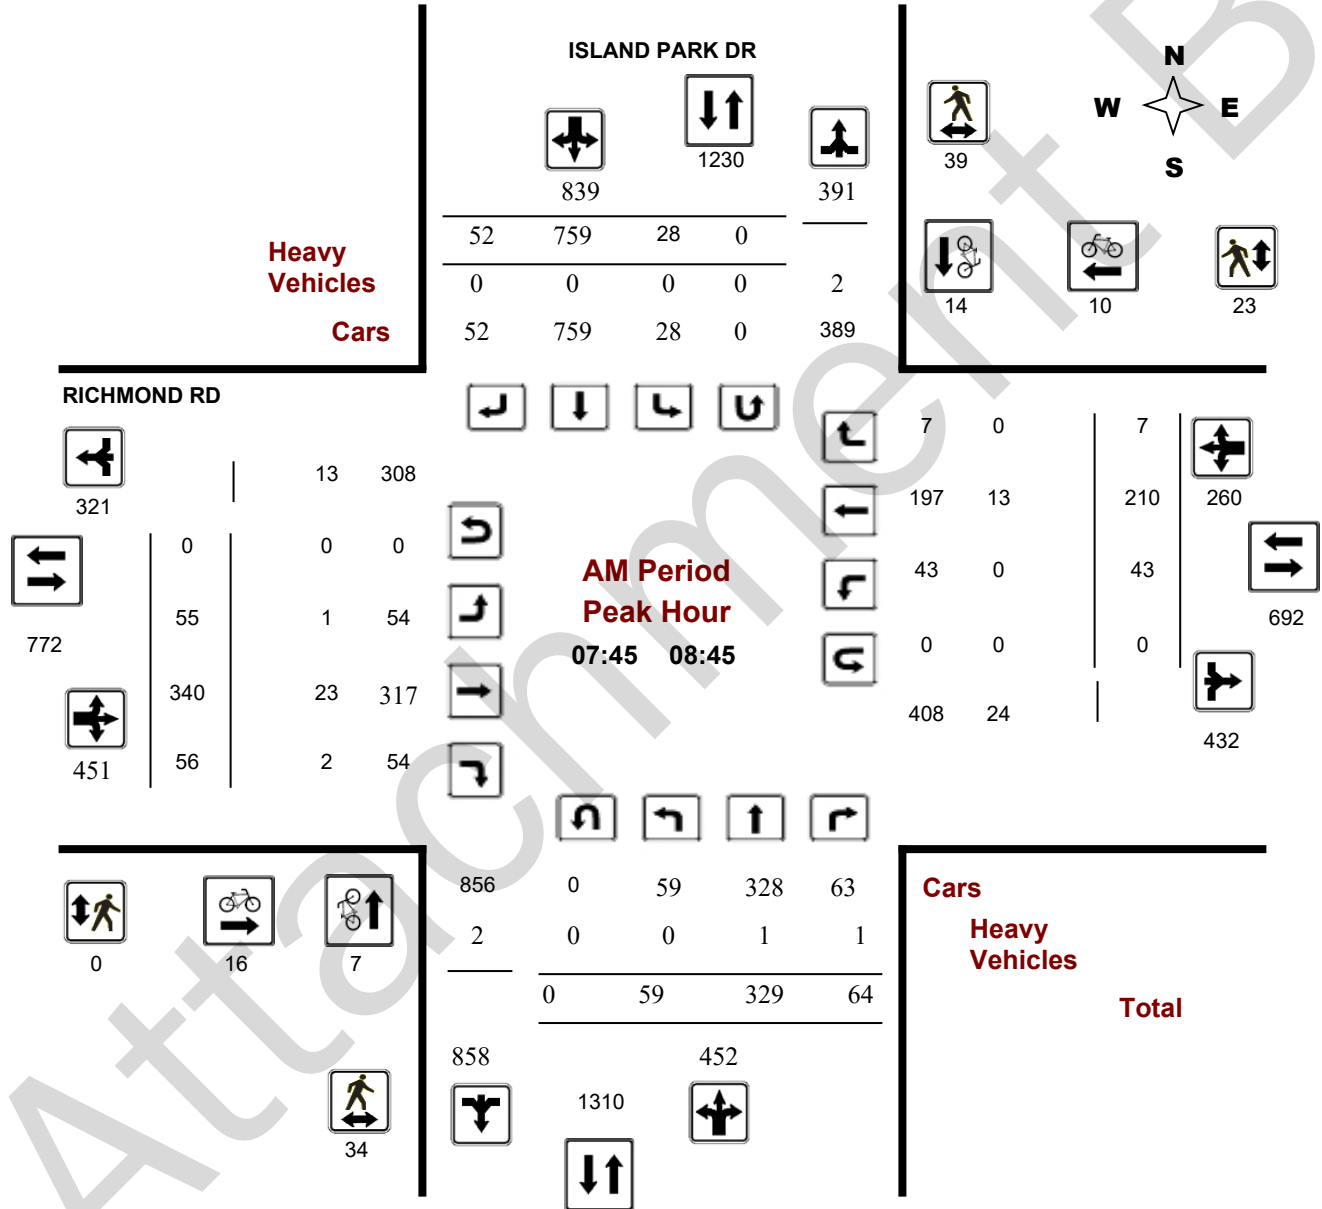 ISLAND PARK DR
N
W E
S
1230
39
839 391
52 759 28 0
Heavy
Vehicles
0 0 0 0 2
14 10 23
Cars
52 759 28 0 389
RICHMOND RD
7 0 7
13 308
321
197 13 210 260
0 0 0
AM Period
Peak Hour
07:45 08:45
43 0 43
55 1 54
692
772
0 0 0
340 23 317
408 24
432
451
56 2 54
856 0 59 328 63
Cars
2 0 0 1 1
Heavy
Vehicles
0 16 7
0 59 329 64
Total
858 452
1310
34
Attachment B